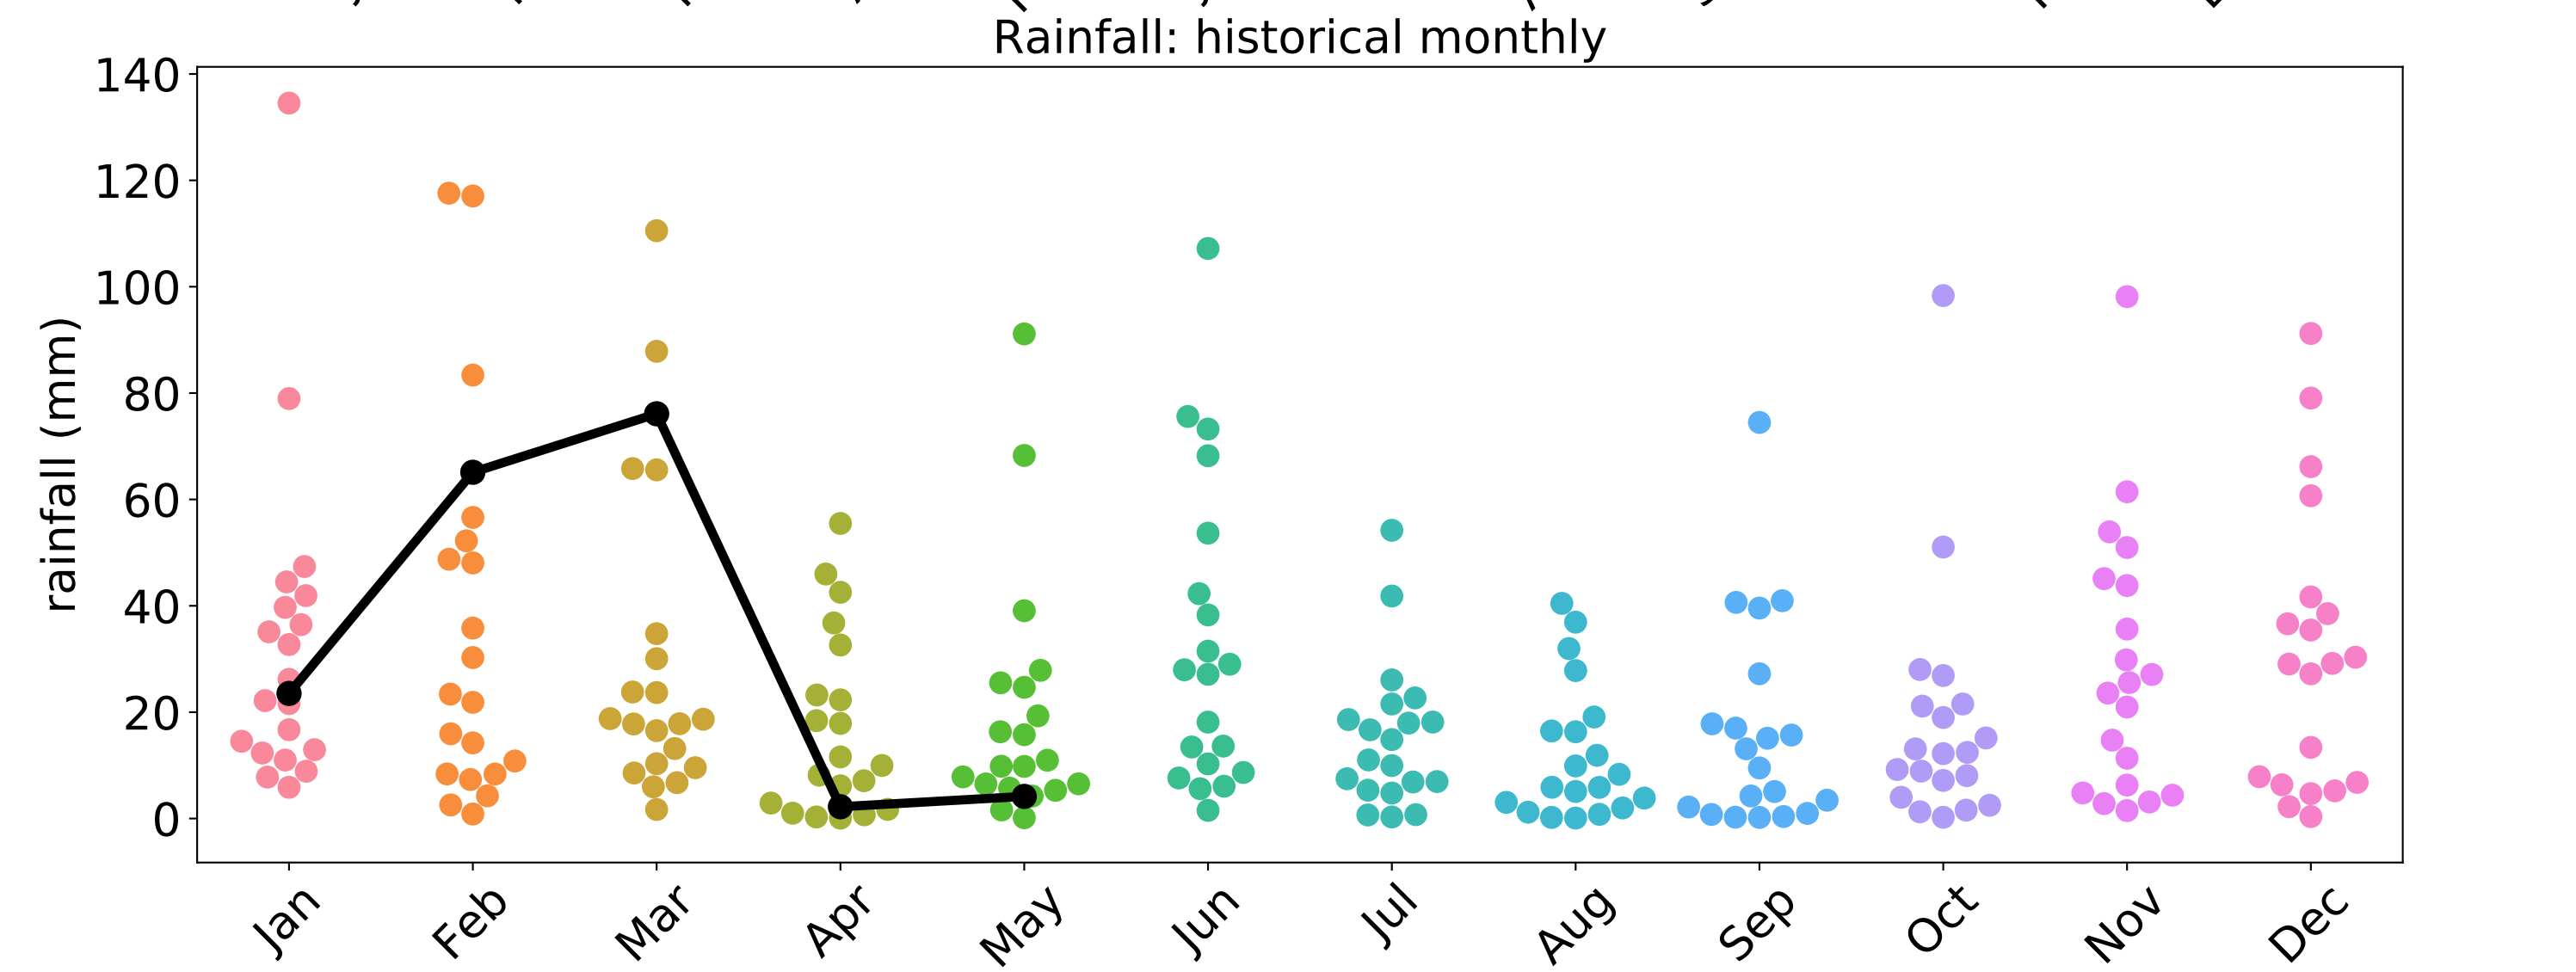 Rainfall: historical monthly
140
120
100
80
60
40
20
0
rainfall (mm)
Jan
Feb
Mar
Apr
May
Jun
Jul
Aug
Sep
Oct
Nov
Dec